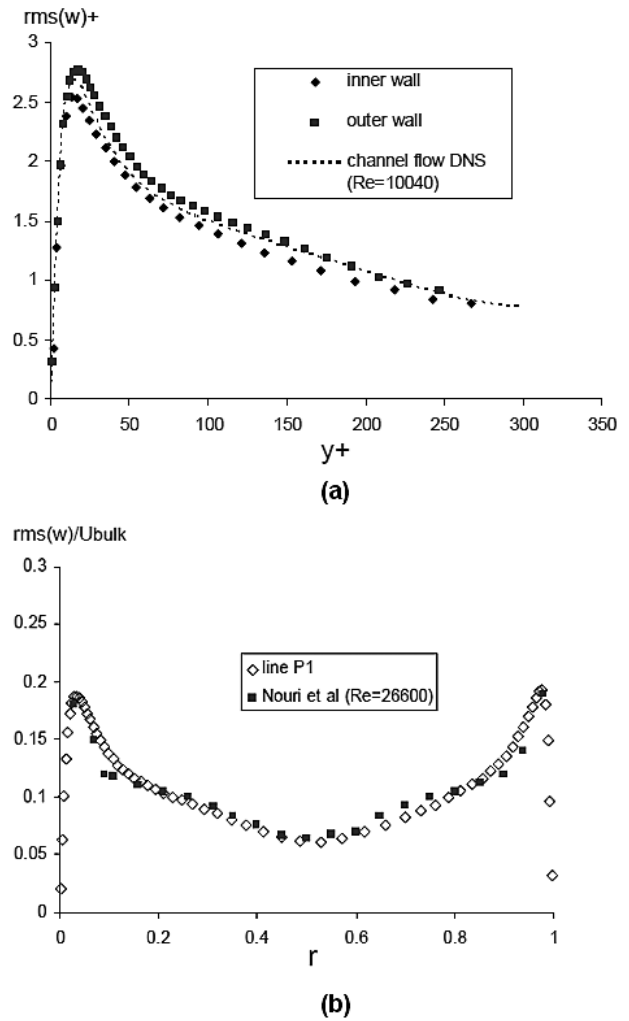 rms(w)+
3
2.5
2
1.5
1
0.5
0
0 50 100 150 200 250 300 350
y+
inner wall
outer wall
channel flow DNS
(Re=10040)
(a)
rms(w)/Ubulk
0.3
0.25
0.2
0.15
0.1
0.05
0
0 0.2 0.4 0.6 0.8 1
r
line P1
Nouri et al (Re=26600)
(b)